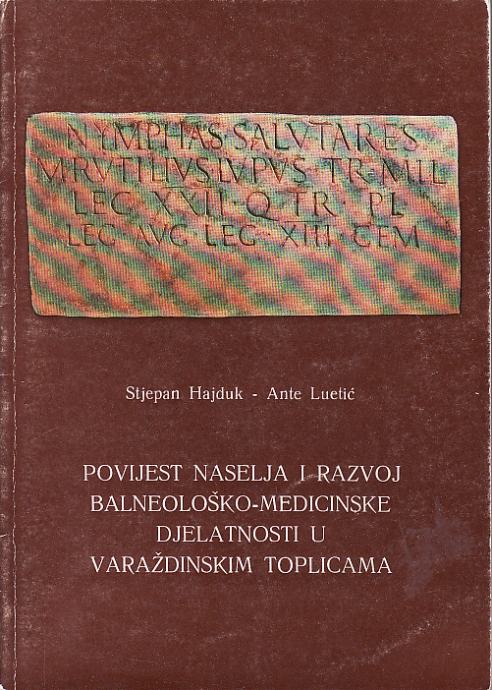 NYMPHAS·SALVTARES
M·RVTILIVS·LVPVS·TR·MIL
LEG·XXII·Q·TR·PL
LEG·AVG·LEG·XIII·GEM
Stjepan Hajduk - Ante Luetić
POVIJEST NASELJA I RAZVOJ
BALNEOLOŠKO-MEDICINSKE
DJELATNOSTI U
VARAŽDINSKIM TOPLICAMA